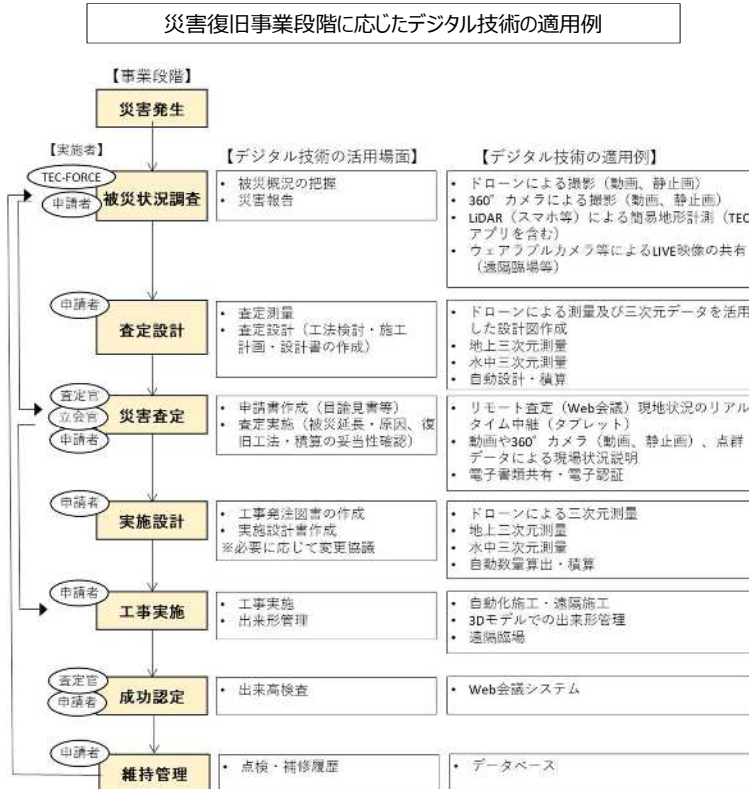 災害復旧事業段階に応じたデジタル技術の適用例
【事業段階】
災害発生
【実施者】
【デジタル技術の活用場面】
【デジタル技術の適用例】
TEC-FORCE
申請者
被災状況調査
• 被災概況の把握
• 災害報告
• ドローンによる撮影（動画、静止画）
• 360°カメラによる撮影（動画、静止画）
• LiDAR（スマホ等）による簡易地形計測（TEC
アプリを含む）
• ウェアラブルカメラ等によるLIVE映像の共有
（遠隔臨場等）
申請者
査定設計
• 査定測量
• 査定設計（工法検討・施工
計画・設計書の作成）
• ドローンによる測量及び三次元データを活用
した設計図作成
• 地上三次元測量
• 水中三次元測量
• 自動設計・積算
査定官
立会官
申請者
災害査定
• 申請書作成（目論見書等）
• 査定実施（被災延長・原因、復
旧工法・積算の妥当性確認）
• リモート査定（Web会議）現地状況のリアル
タイム中継（タブレット）
• 動画や360°カメラ（動画、静止画）、点群
データによる現場状況説明
• 電子書類共有・電子認証
申請者
実施設計
• 工事発注図書の作成
• 実施設計書作成
※必要に応じて変更協議
• ドローンによる三次元測量
• 地上三次元測量
• 水中三次元測量
• 自動数量算出・積算
申請者
工事実施
• 工事実施
• 出来形管理
• 自動化施工・遠隔施工
• 3Dモデルでの出来形管理
• 遠隔臨場
査定官
申請者
成功認定
• 出来高検査
• Web会議システム
申請者
維持管理
• 点検・補修履歴
• データベース